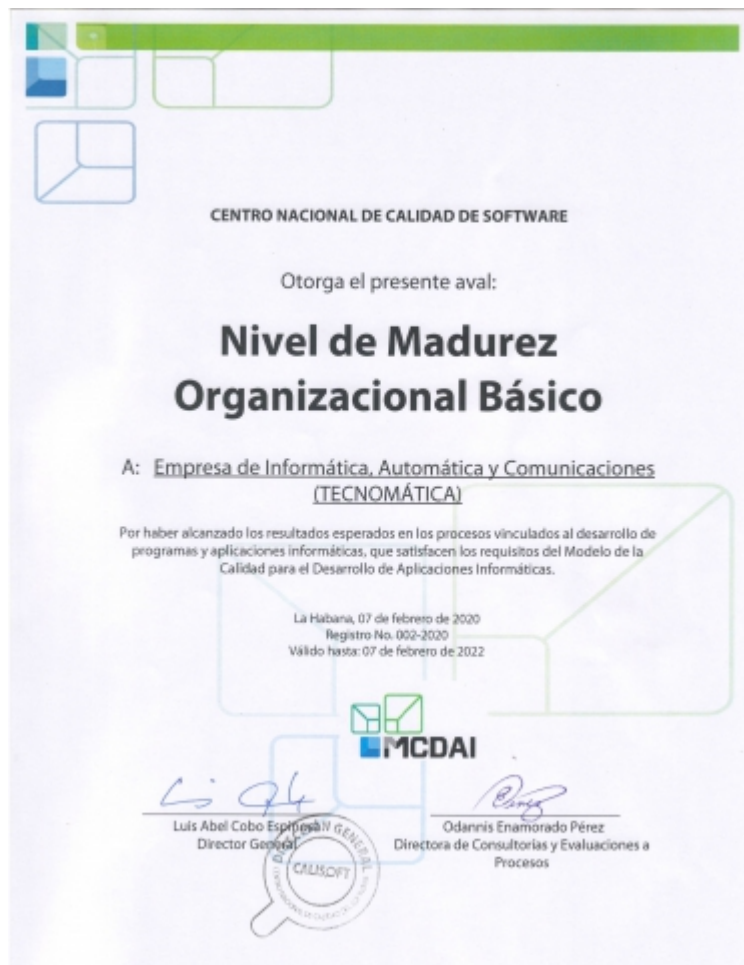 CENTRO NACIONAL DE CALIDAD DE SOFTWARE
Otorga el presente aval:
Nivel de Madurez
Organizacional Básico
A: Empresa de Informática, Automática y Comunicaciones
(TECNOMÁTICA)
Por haber alcanzado los resultados esperados en los procesos vinculados al desarrollo de
programas y aplicaciones informáticas, que satisfacen los requisitos del Modelo de la
Calidad para el Desarrollo de Aplicaciones Informáticas.
La Habana, 07 de febrero de 2020
Registro No. 002-2020
Válido hasta: 07 de febrero de 2022
MCDAI
Luis Abel Cobo Espinosa
Director General
Odannis Enamorado Pérez
Directora de Consultorías y Evaluaciones a
Procesos
GENERAL
CALISOFT